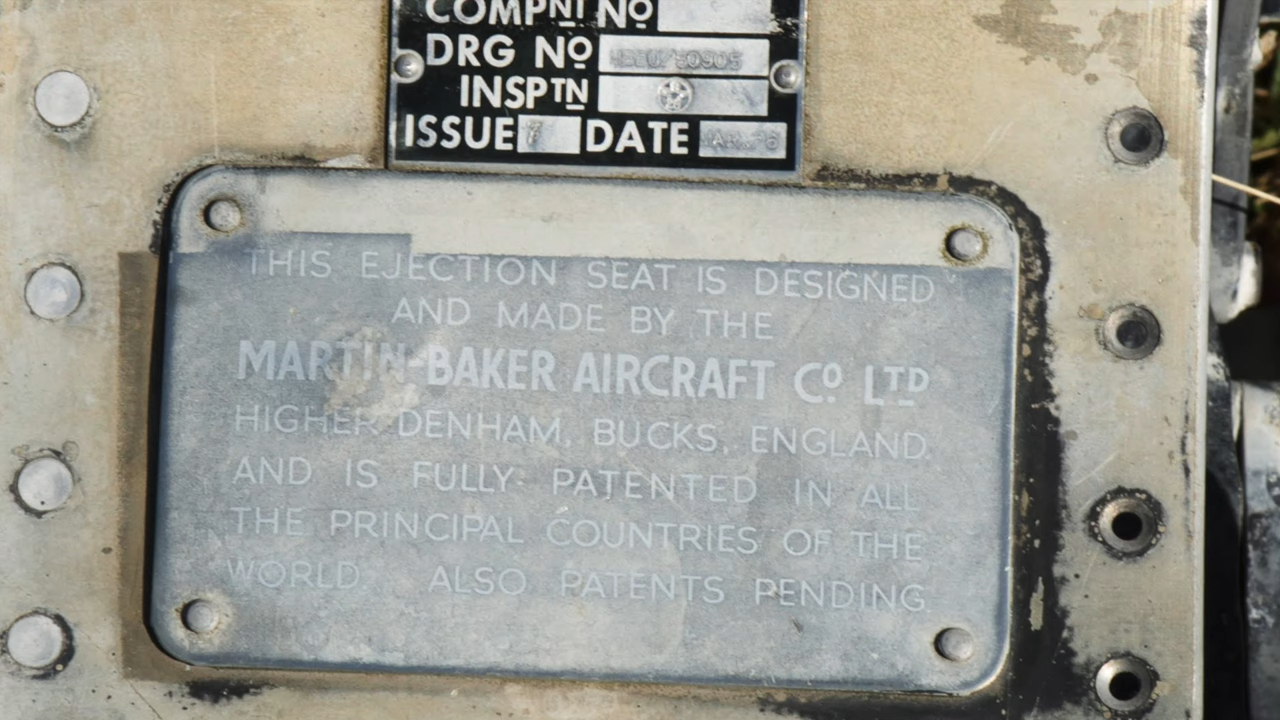 COMPNT NO
DRG NO
INSPTN
ISSUE 7 DATE
THIS EJECTION SEAT IS DESIGNED
AND MADE BY THE
MARTIN-BAKER AIRCRAFT CO LTD
HIGHER DENHAM, BUCKS, ENGLAND.
AND IS FULLY PATENTED IN ALL
THE PRINCIPAL COUNTRIES OF THE
WORLD. ALSO PATENTS PENDING.